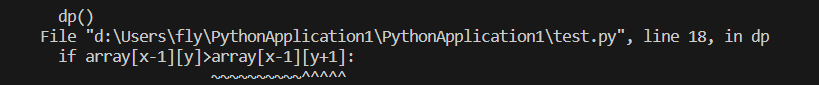 dp()
File "d:\Users\fly\PythonApplication1\PythonApplication1\test.py", line 18, in dp
if array[x-1][y]>array[x-1][y+1]:
~~~~~~~~~~^^^^^